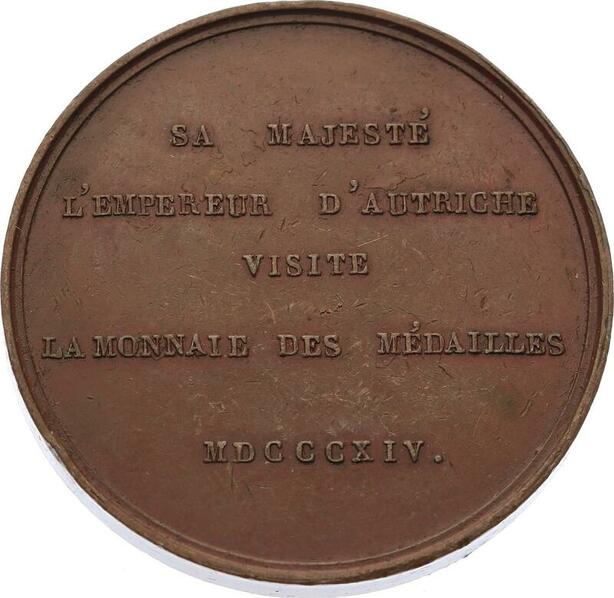 SA MAJESTÉ
L'EMPEREUR D'AUTRICHE
VISITE
LA MONNAIE DES MÉDAILLES
MDCCCXIV.